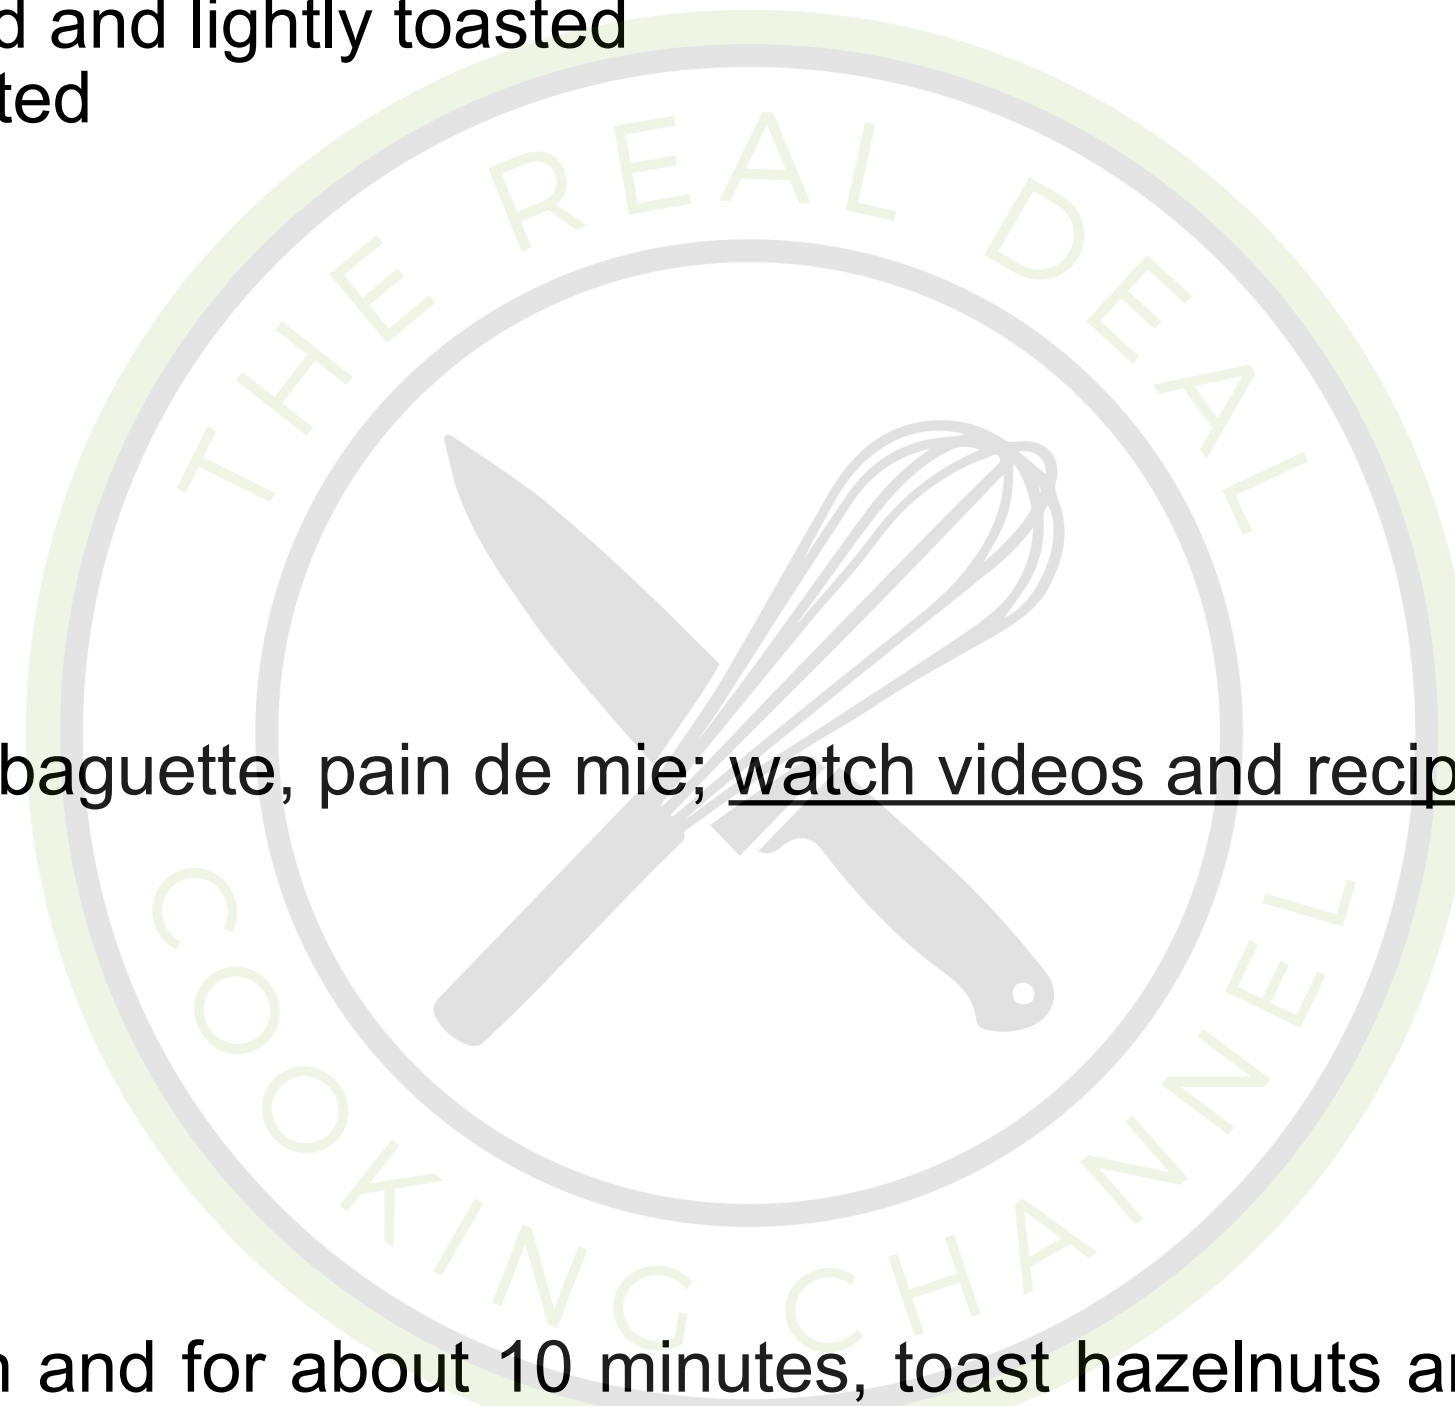 d and lightly toasted
ted
THE REAL DEAL
baguette, pain de mie; watch videos and recip
COOKING CHANNEL
n and for about 10 minutes, toast hazelnuts ar